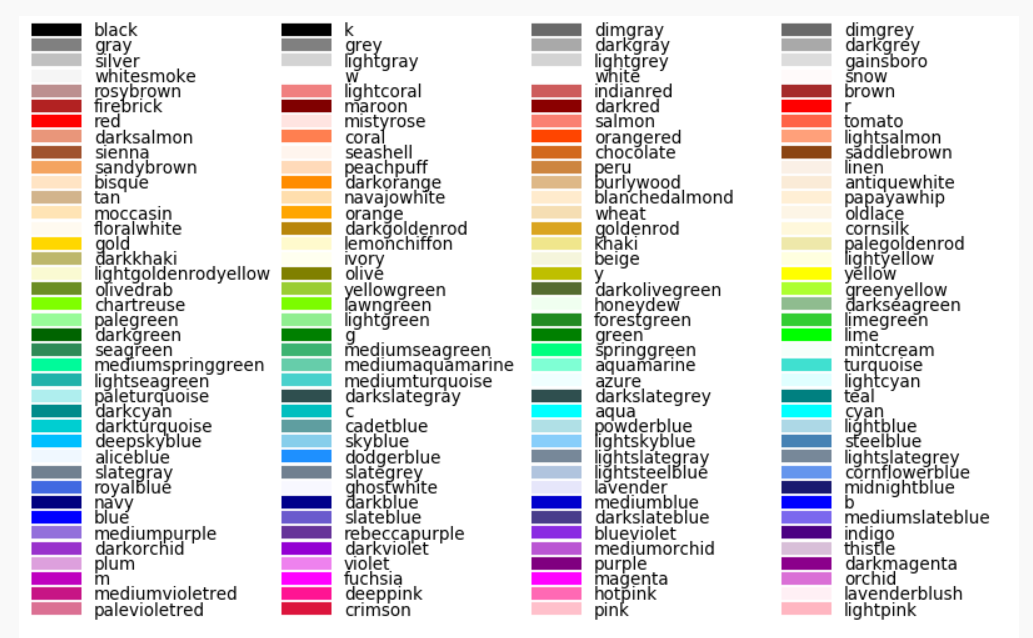 black k dimgray dimgrey
gray grey darkgray darkgrey
silver lightgray lightgrey gainsboro
whitesmoke w white snow
rosybrown lightcoral indianred brown
firebrick maroon darkred r
red mistyrose salmon tomato
darksalmon coral orangered lightsalmon
sienna seashell chocolate saddlebrown
sandybrown peachpuff peru linen
bisque darkorange burlywood antiquewhite
tan navajowhite blanchedalmond papayawhip
moccasin orange wheat oldlace
floralwhite darkgoldenrod goldenrod cornsilk
gold lemonchiffon khaki palegoldenrod
darkkhaki ivory beige lightyellow
lightgoldenrodyellow olive y yellow
olivedrab yellowgreen darkolivegreen greenyellow
chartreuse lawngreen honeydew darkseagreen
palegreen lightgreen forestgreen limegreen
darkgreen g green lime
seagreen mediumseagreen springgreen mintcream
mediumspringgreen mediumaquamarine aquamarine turquoise
lightseagreen mediumturquoise azure lightcyan
paleturquoise darkslategray darkslategrey teal
darkcyan c aqua cyan
darkturquoise cadetblue powderblue lightblue
deepskyblue skyblue lightskyblue steelblue
aliceblue dodgerblue lightslategray lightslategrey
slategray slategrey lightsteelblue cornflowerblue
royalblue ghostwhite lavender midnightblue
navy darkblue mediumblue b
blue slateblue darkslateblue mediumslateblue
mediumpurple rebeccapurple blueviolet indigo
darkorchid darkviolet mediumorchid thistle
plum violet purple darkmagenta
m fuchsia magenta orchid
mediumvioletred deeppink hotpink lavenderblush
palevioletred crimson pink lightpink